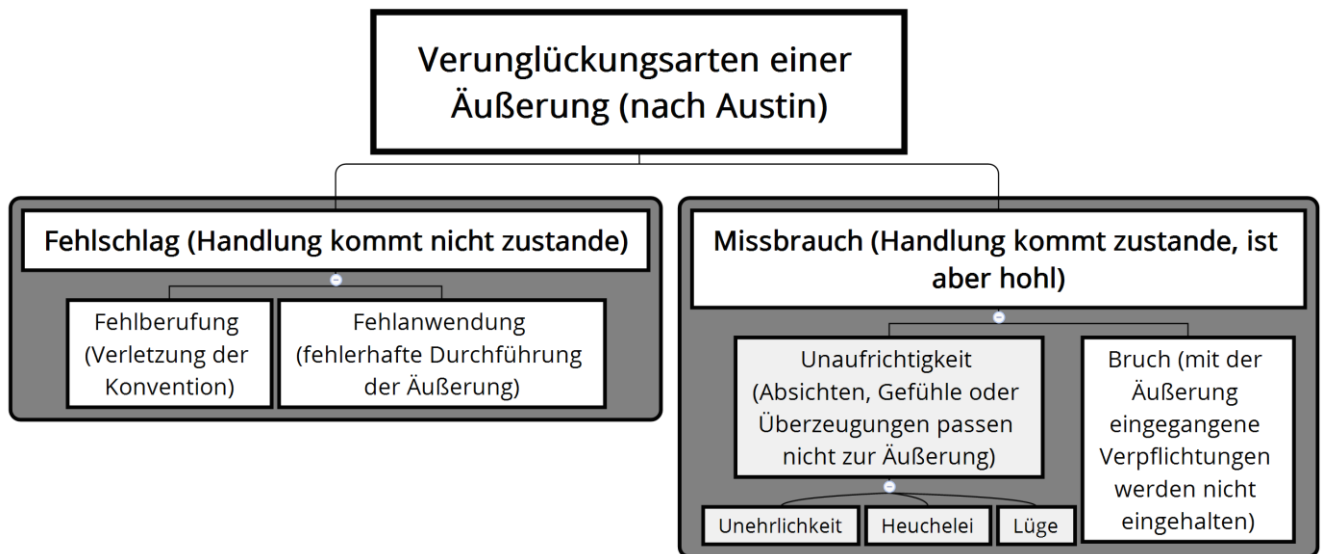 Verunglückungsarten einer
Äußerung (nach Austin)
Fehlschlag (Handlung kommt nicht zustande)
Fehlberufung
(Verletzung der
Konvention)
Fehlanwendung
(fehlerhafte Durchführung
der Äußerung)
Missbrauch (Handlung kommt zustande, ist
aber hohl)
Unaufrichtigkeit
(Absichten, Gefühle oder
Überzeugungen passen
nicht zur Äußerung)
Unehrlichkeit
Heuchelei
Lüge
Bruch (mit der
Äußerung
eingegangene
Verpflichtungen
werden nicht
eingehalten)